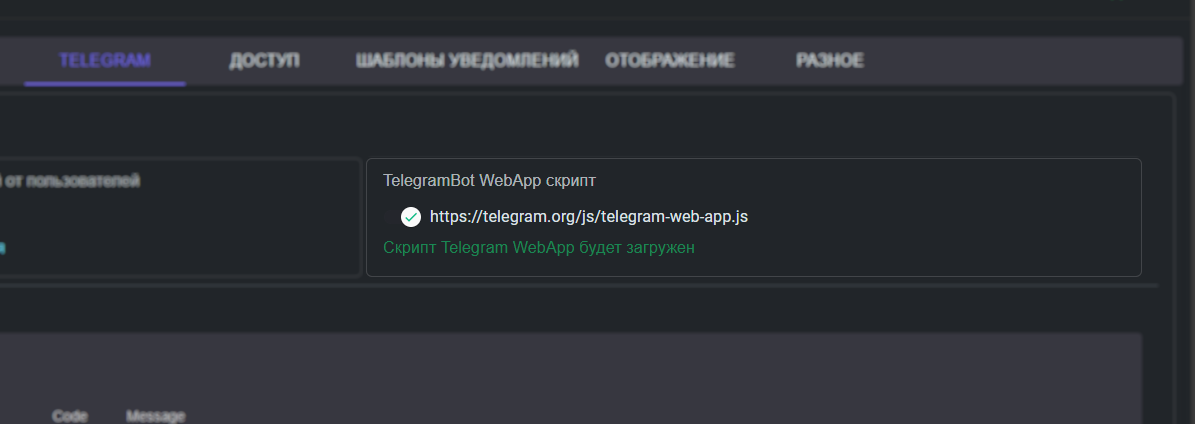 TELEGRAM ДОСТУП ШАБЛОНЫ УВЕДОМЛЕНИЙ ОТОБРАЖЕНИЕ РАЗНОЕ
от пользователей
TelegramBot WebApp скрипт
https://telegram.org/js/telegram-web-app.js
Скрипт Telegram WebApp будет загружен
Code Message